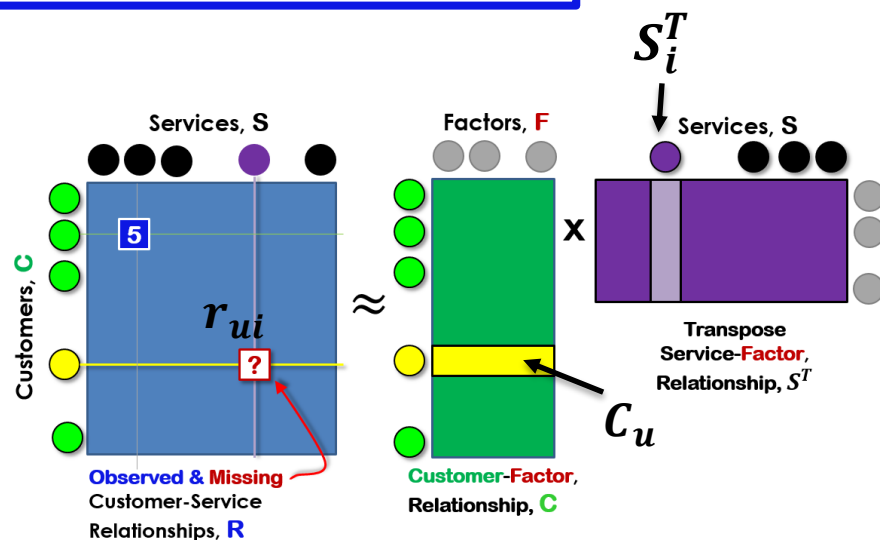 S_i^T
Services, S
Factors, F
Services, S
5
X
Customers, C
r_ui
≈
?
Transpose
Service-Factor,
Relationship, S^T
C_u
Observed & Missing
Customer-Service
Relationships, R
Customer-Factor,
Relationship, C